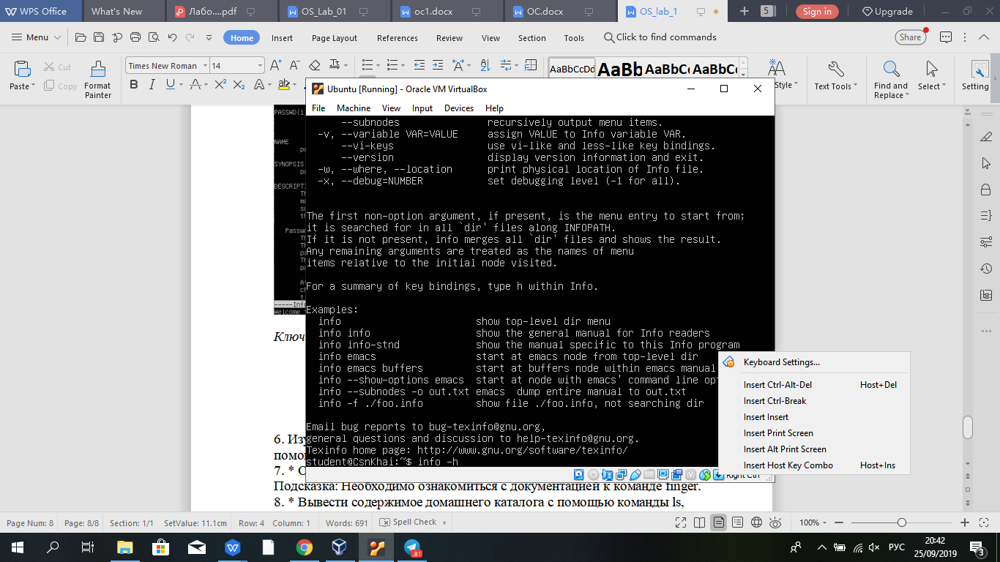 WPS Office
What's New
Лабо....pdf
OS_Lab_01
oc1.docx
OC.docx
OS_lab_1
5
Sign in
Upgrade
Menu
Home
Insert
Page Layout
References
Review
View
Section
Tools
Click to find commands
Share
Paste
Cut
Copy
Format Painter
Times New Roman
14
AaBbCcDd
AaBb
AaBbC
AaBbC
Style
Text Tools
Find and Replace
Select
Setting
PASSWD(1)
NAME
SYNOPSIS
Ubuntu [Running] - Oracle VM VirtualBox
File Machine View Input Devices Help
--subnodes recursively output menu items.
-v, --variable VAR=VALUE assign VALUE to Info variable VAR.
--vi-keys use vi-like and less-like key bindings.
--version display version information and exit.
-w, --where, --location print physical location of Info file.
-x, --debug=NUMBER set debugging level (-1 for all).
The first non-option argument, if present, is the menu entry to start from;
it is searched for in all `dir' files along INFOPATH.
If it is not present, info merges all `dir' files and shows the result.
Any remaining arguments are treated as the names of menu
items relative to the initial node visited.
For a summary of key bindings, type h within Info.
Examples:
info show top-level dir menu
info info show the general manual for Info readers
info info-stnd show the manual specific to this Info program
info emacs start at emacs node from top-level dir
info emacs buffers start at buffers node within emacs manual
info --show-options emacs start at node with emacs' command line op
info --subnodes -o out.txt emacs dump entire manual to out.txt
info -f ./foo.info show file ./foo.info, not searching dir
Email bug reports to bug-texinfo@gnu.org,
general questions and discussion to help-texinfo@gnu.org.
Texinfo home page: http://www.gnu.org/software/texinfo/
student@CsnKhai:~$ info -h
Right Ctrl
Keyboard Settings...
Insert Ctrl-Alt-Del Host+Del
Insert Ctrl-Break
Insert Insert
Insert Print Screen
Insert Alt Print Screen
Insert Host Key Combo Host+Ins
Ключ
6. Изу
помо
7. * С
Подсказка: Необходимо ознакомиться с документацией к команде finger.
8. * Вывести содержимое домашнего каталога с помощью команды ls,
Page Num: 8 Page: 8/8 Section: 1/1 SetValue: 11.1cm Row: 4 Column: 1 Words: 691 Spell Check
100%
81
РУС
20:42
25/09/2019
3